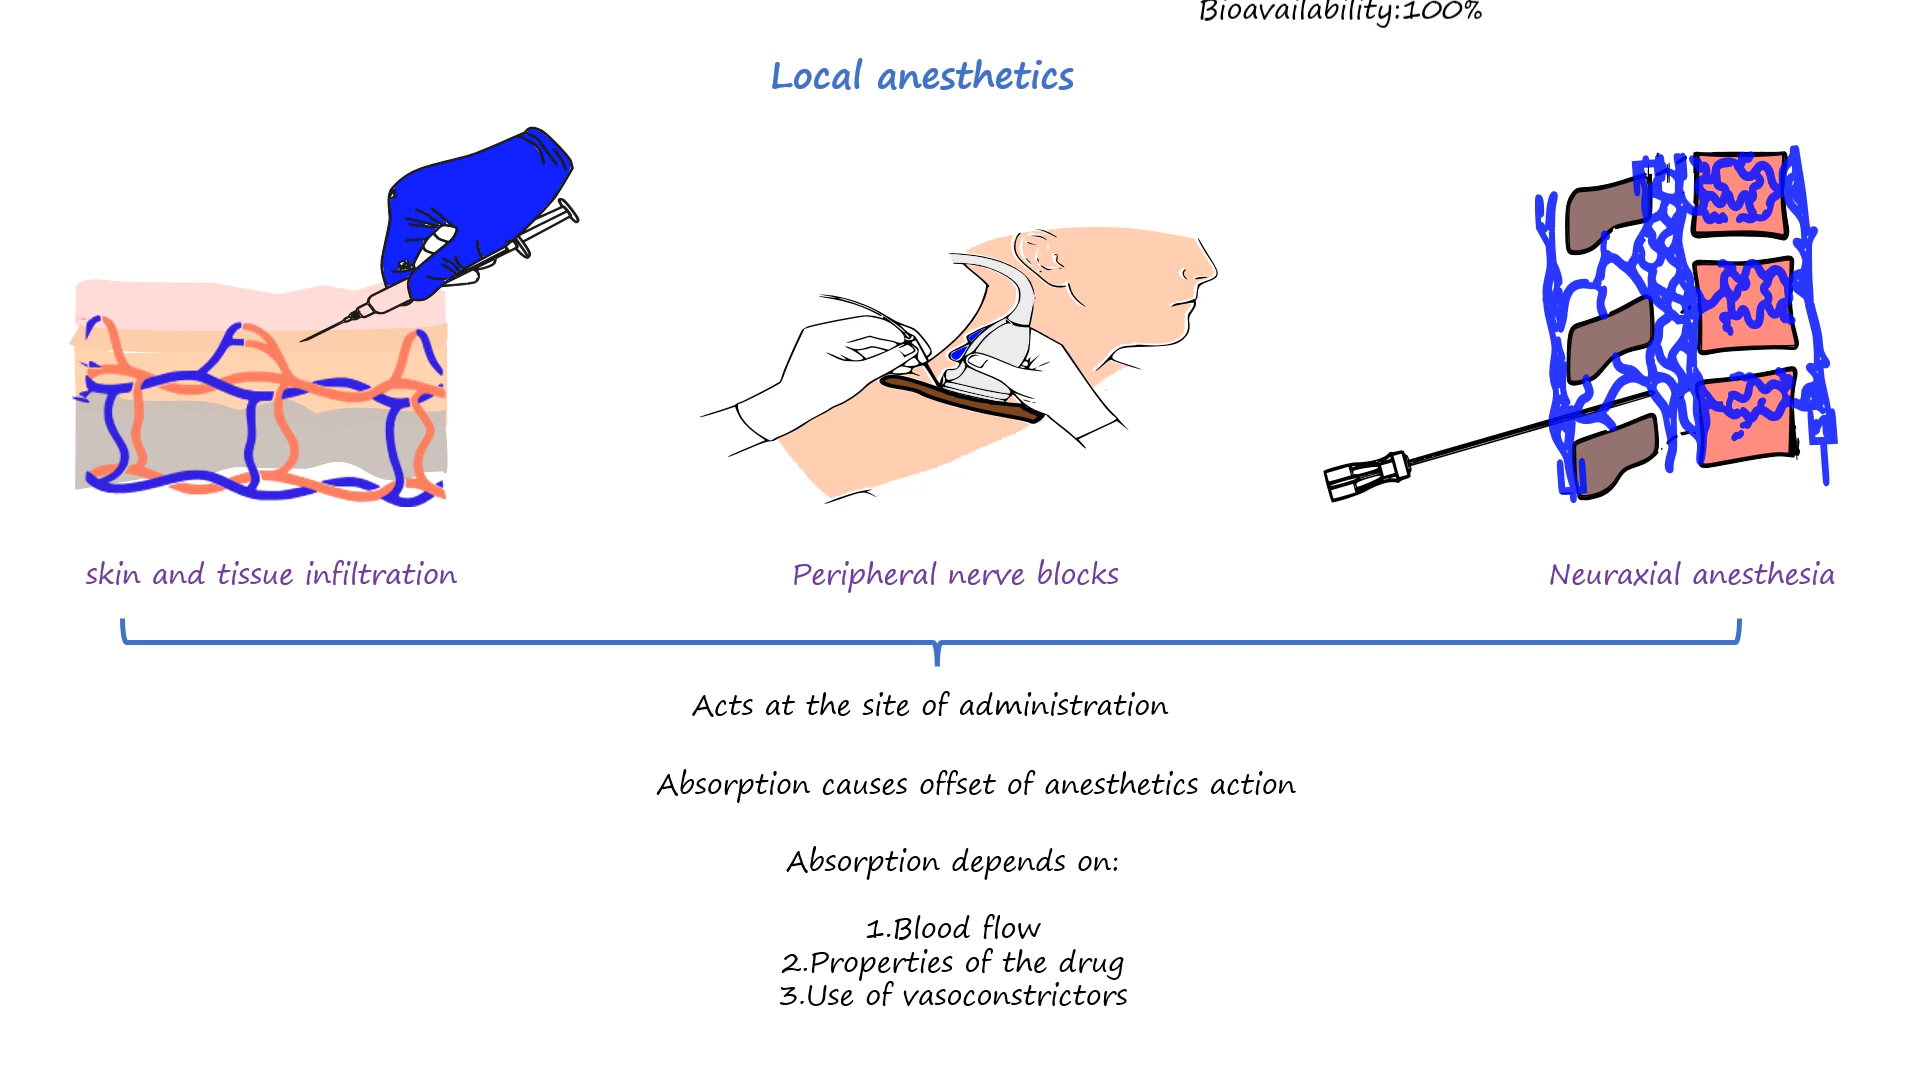 Bioavailability:100%
Local anesthetics
skin and tissue infiltration
Peripheral nerve blocks
Neuraxial anesthesia
Acts at the site of administration
Absorption causes offset of anesthetics action
Absorption depends on:
1.Blood flow
2.Properties of the drug
3.Use of vasoconstrictors